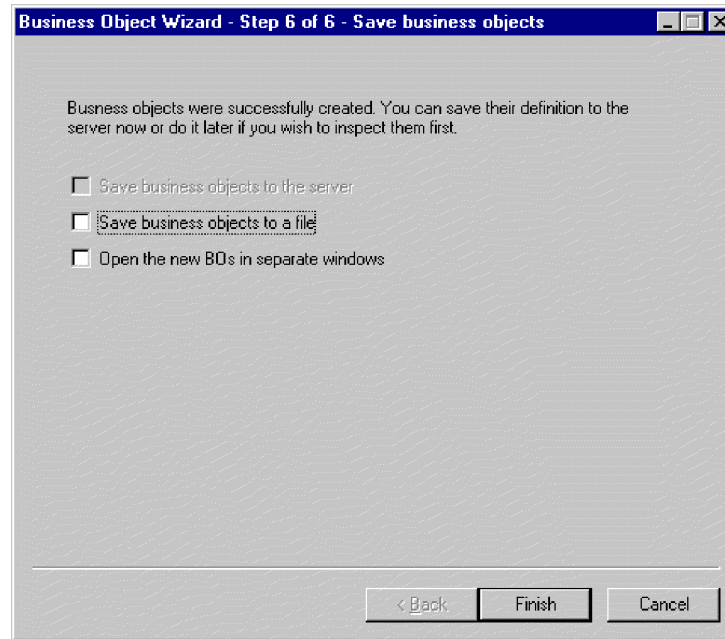 Business Object Wizard - Step 6 of 6 - Save business objects
Busness objects were successfully created. You can save their definition to the
server now or do it later if you wish to inspect them first.
Save business objects to the server
Save business objects to a file
Open the new BOs in separate windows
< Back
Finish
Cancel